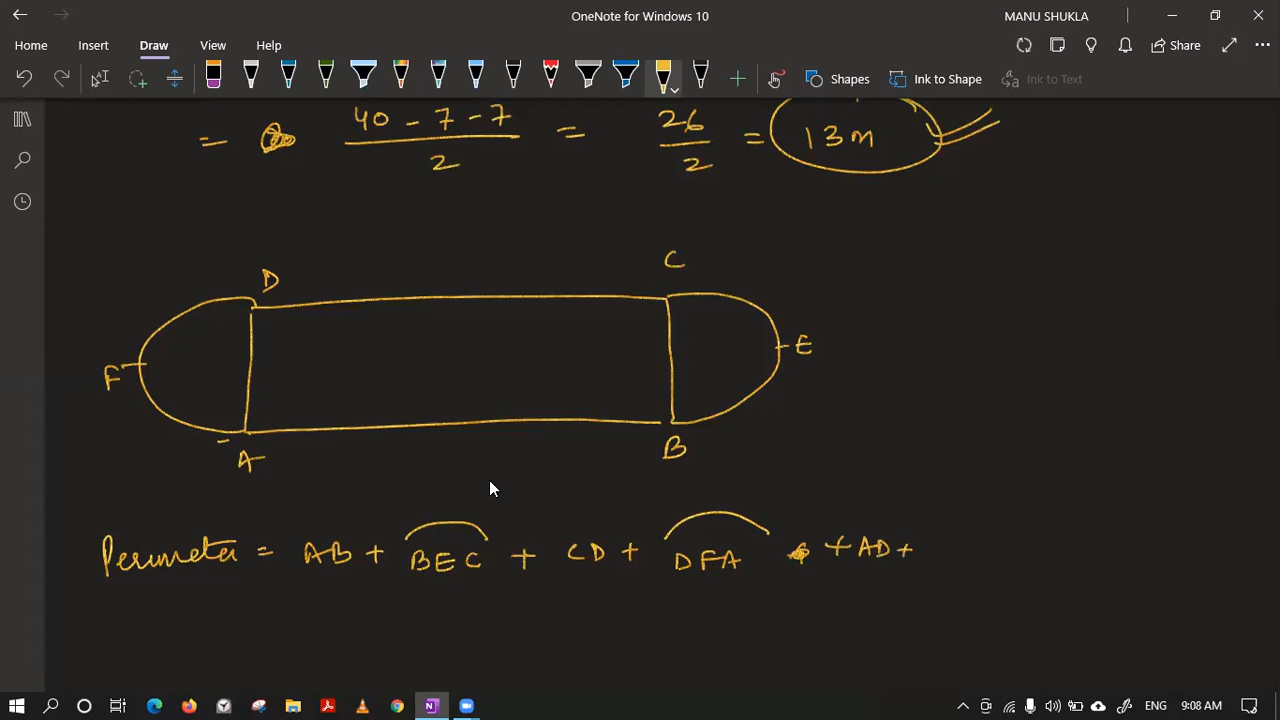 OneNote for Windows 10
MANU SHUKLA
Home Insert Draw View Help
Share
Shapes
Ink to Shape
Ink to Text
= 40 - 7 - 7 / 2 = 26 / 2 = 13 m
D
C
F
E
A
B
Perimeter = AB + BEC + CD + DFA + AD +
N
ENG
9:08 AM